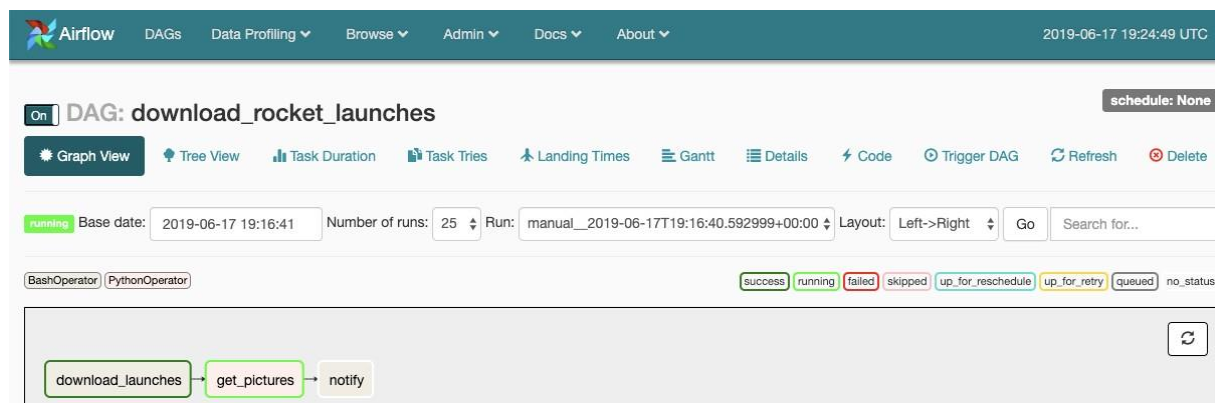 Airflow DAGs Data Profiling Browse Admin Docs About 2019-06-17 19:24:49 UTC
On DAG: download_rocket_launches schedule: None
Graph View Tree View Task Duration Task Tries Landing Times Gantt Details Code Trigger DAG Refresh Delete
running Base date: 2019-06-17 19:16:41 Number of runs: 25 Run: manual__2019-06-17T19:16:40.592999+00:00 Layout: Left->Right Go Search for...
BashOperator PythonOperator success running failed skipped up_for_reschedule up_for_retry queued no_status
download_launches get_pictures notify